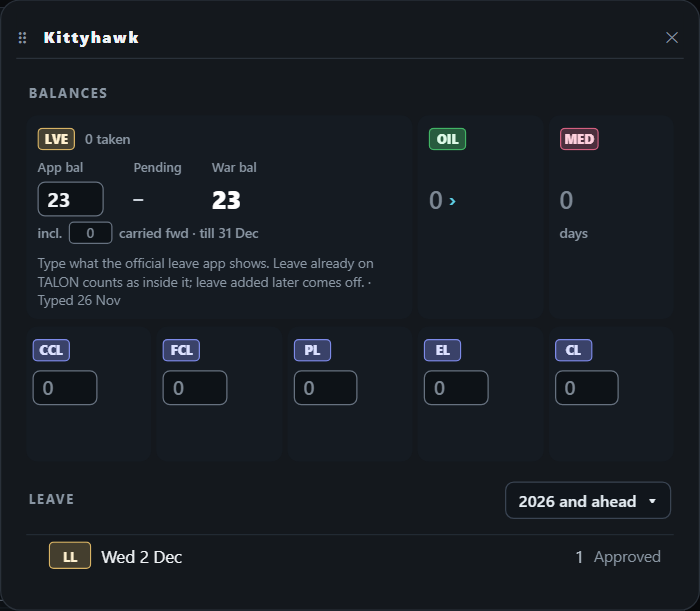 Kittyhawk
BALANCES
LVE 0 taken
App bal Pending War bal
23 – 23
incl. 0 carried fwd · till 31 Dec
Type what the official leave app shows. Leave already on
TALON counts as inside it; leave added later comes off. ·
Typed 26 Nov
OIL
0 ›
MED
0
days
CCL
0
FCL
0
PL
0
EL
0
CL
0
LEAVE 2026 and ahead
LL Wed 2 Dec 1 Approved